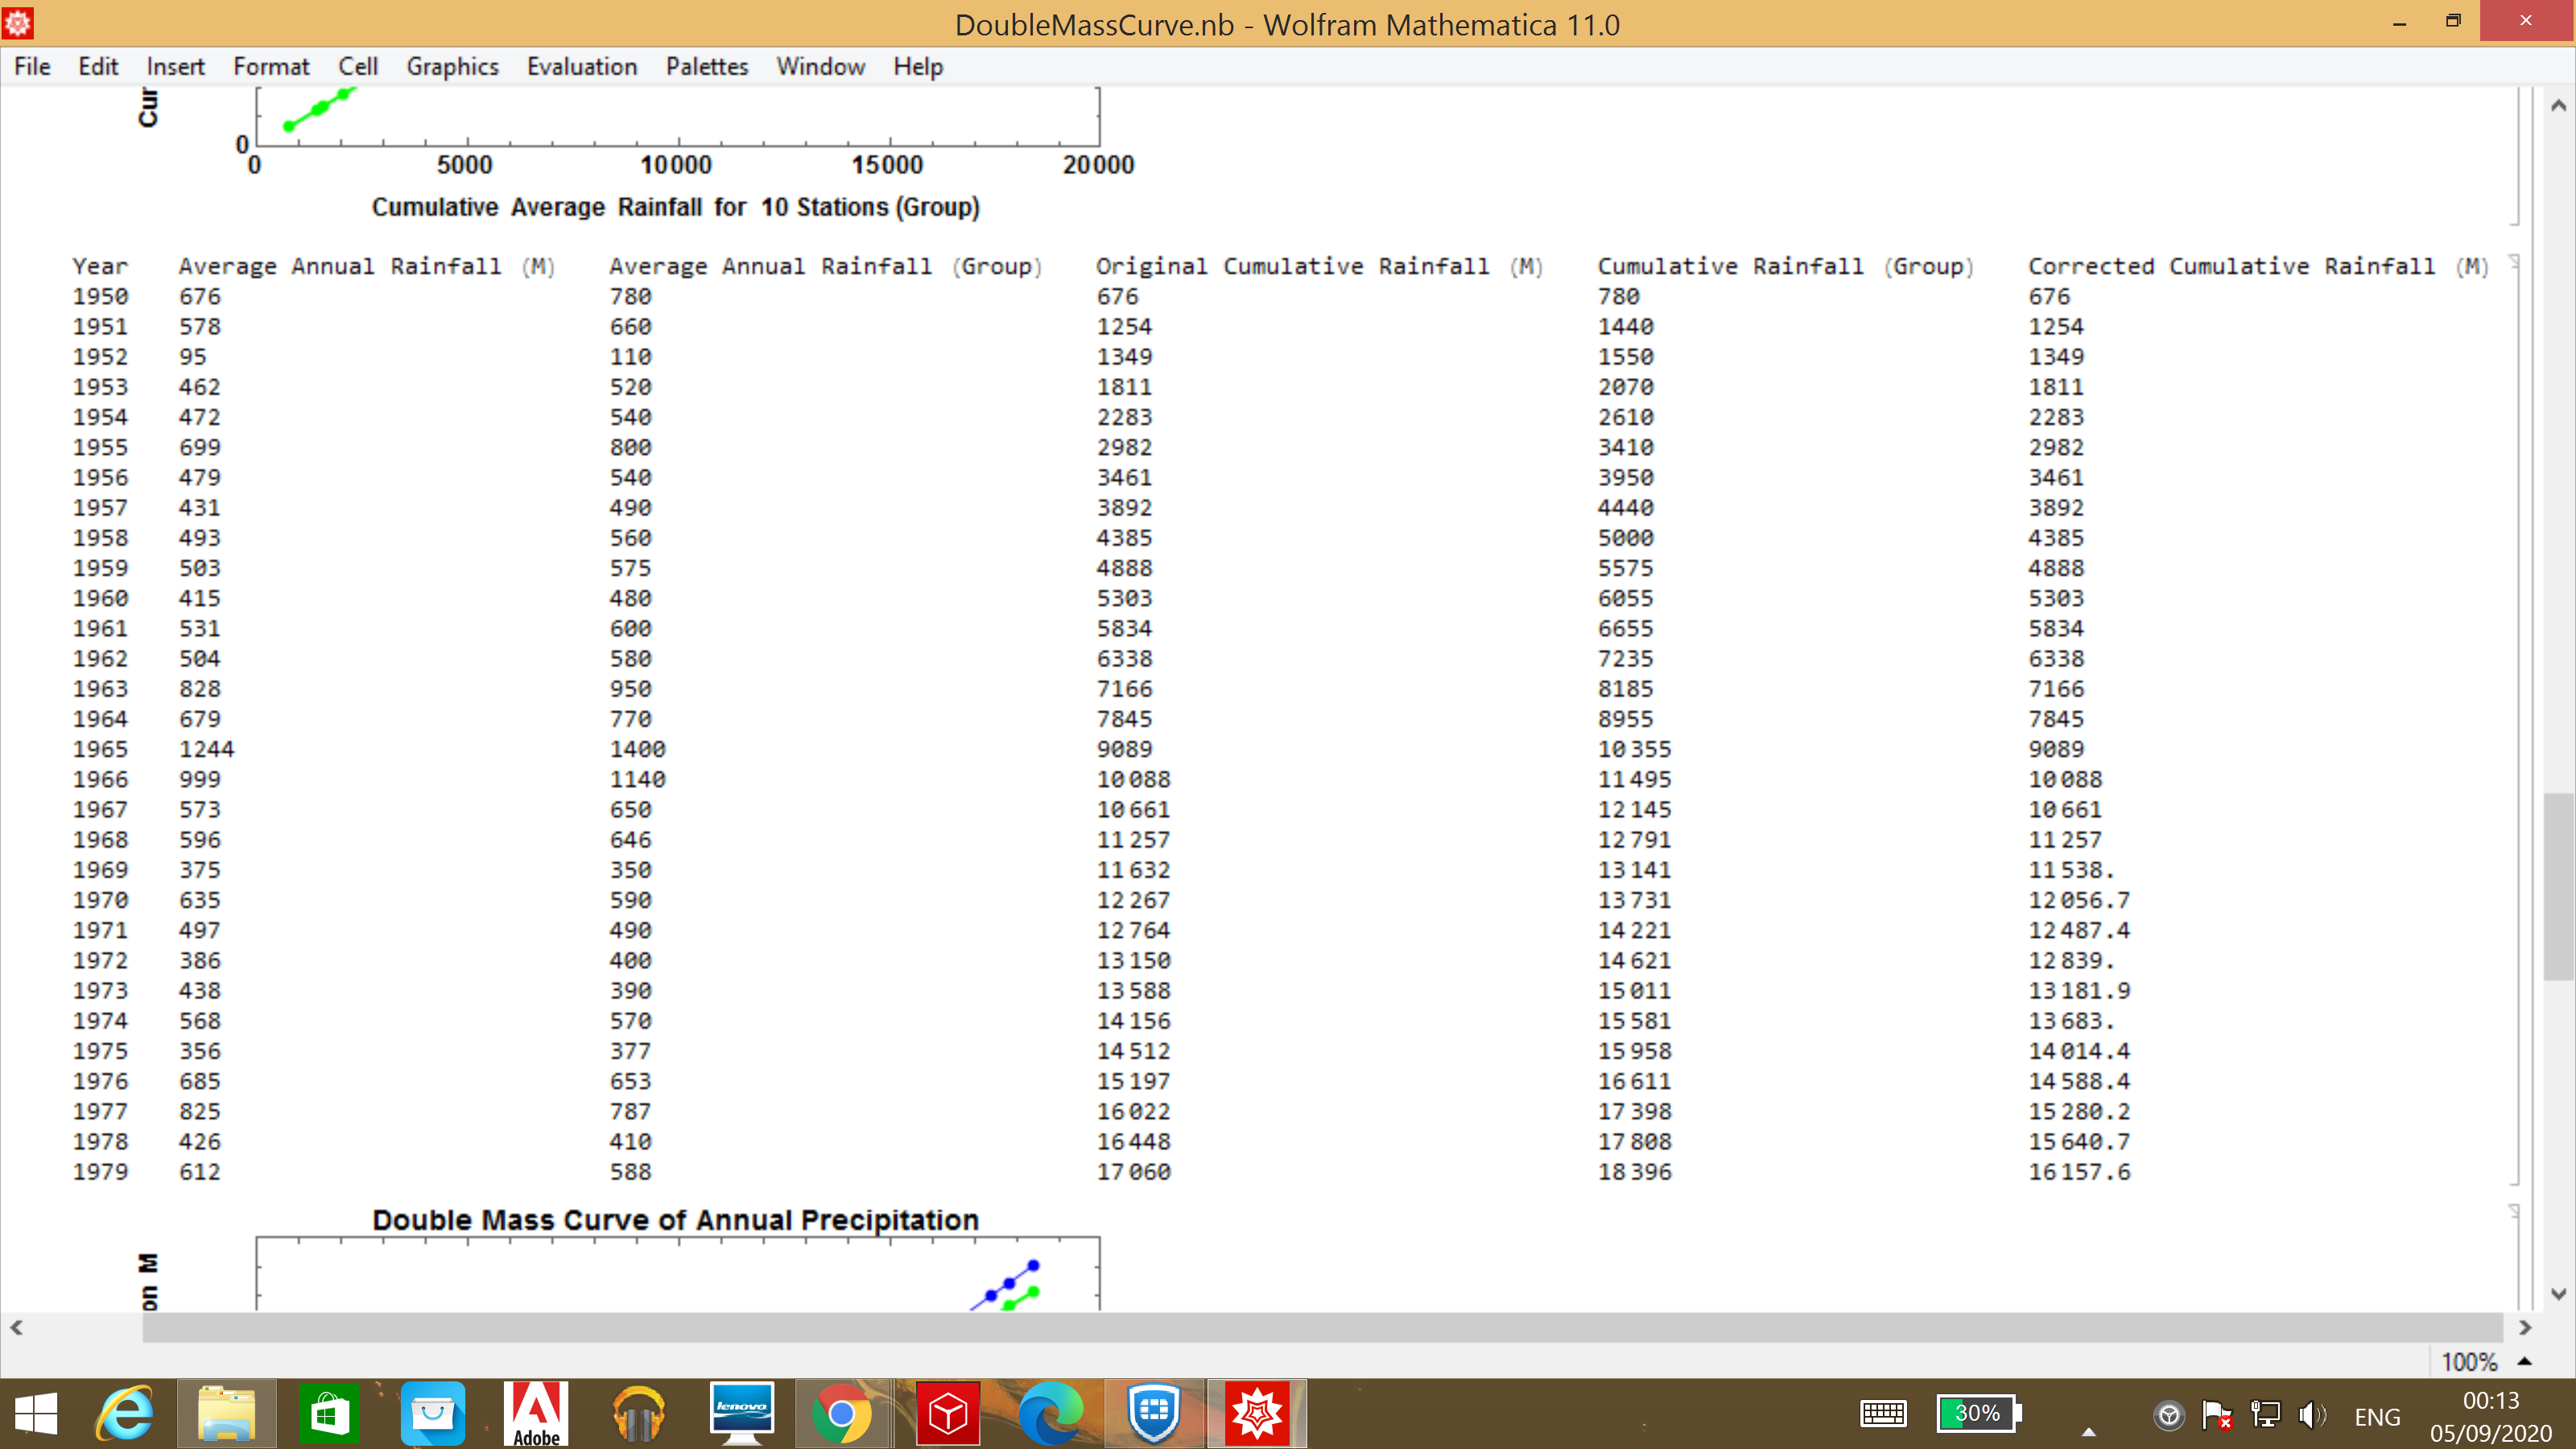 DoubleMassCurve.nb - Wolfram Mathematica 11.0
File Edit Insert Format Cell Graphics Evaluation Palettes Window Help
Cur
0
0 5000 10000 15000 20000
Cumulative Average Rainfall for 10 Stations (Group)
Year Average Annual Rainfall (M) Average Annual Rainfall (Group) Original Cumulative Rainfall (M) Cumulative Rainfall (Group) Corrected Cumulative Rainfall (M)
1950 676 780 676 780 676
1951 578 660 1254 1440 1254
1952 95 110 1349 1550 1349
1953 462 520 1811 2070 1811
1954 472 540 2283 2610 2283
1955 699 800 2982 3410 2982
1956 479 540 3461 3950 3461
1957 431 490 3892 4440 3892
1958 493 560 4385 5000 4385
1959 503 575 4888 5575 4888
1960 415 480 5303 6055 5303
1961 531 600 5834 6655 5834
1962 504 580 6338 7235 6338
1963 828 950 7166 8185 7166
1964 679 770 7845 8955 7845
1965 1244 1400 9089 10355 9089
1966 999 1140 10088 11495 10088
1967 573 650 10661 12145 10661
1968 596 646 11257 12791 11257
1969 375 350 11632 13141 11538.
1970 635 590 12267 13731 12056.7
1971 497 490 12764 14221 12487.4
1972 386 400 13150 14621 12839.
1973 438 390 13588 15011 13181.9
1974 568 570 14156 15581 13683.
1975 356 377 14512 15958 14014.4
1976 685 653 15197 16611 14588.4
1977 825 787 16022 17398 15280.2
1978 426 410 16448 17808 15640.7
1979 612 588 17060 18396 16157.6
Double Mass Curve of Annual Precipitation
on M
100%
lenovo
Adobe
30%
ENG
00:13
05/09/2020